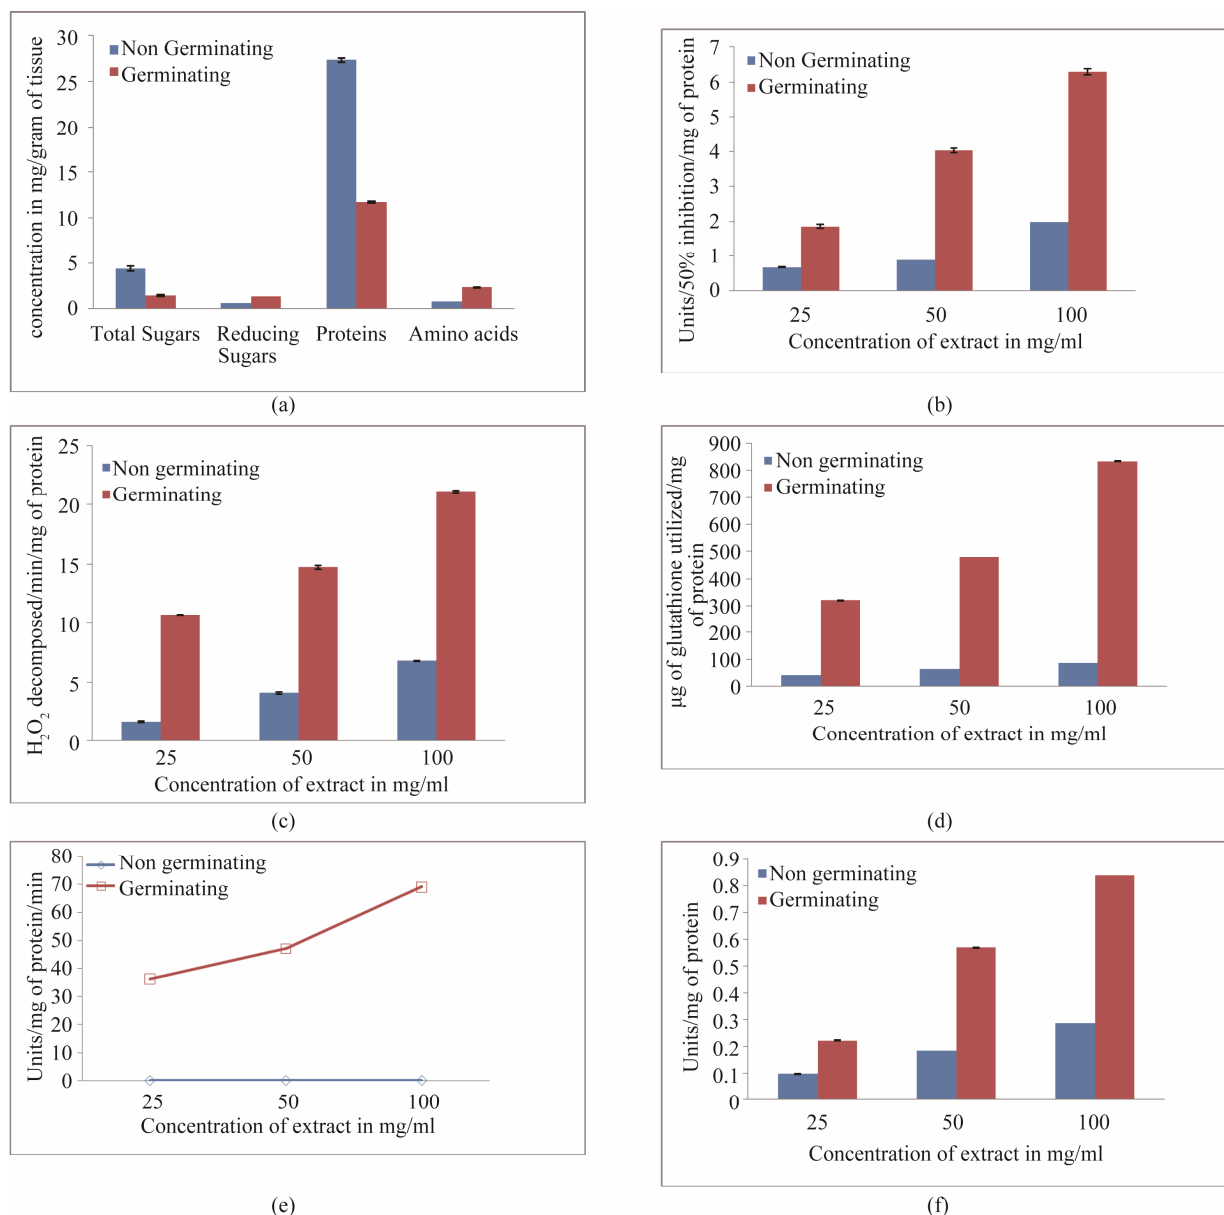 30
25
20
15
10
5
0
concentration in mg/gram of tissue
Non Germinating
Germinating
Total Sugars
Reducing
Sugars
Proteins
Amino acids
(a)
7
6
5
4
3
2
1
0
Units/50% inhibition/mg of protein
Non Germinating
Germinating
25
50
100
Concentration of extract in mg/ml
(b)
25
20
15
10
5
0
H₂O₂ decomposed/min/mg of protein
Non germinating
Germinating
25
50
100
Concentration of extract in mg/ml
(c)
900
800
700
600
500
400
300
200
100
0
µg of glutathione utilized/mg
of protein
Non germinating
Germinating
25
50
100
Concentration of extract in mg/ml
(d)
80
70
60
50
40
30
20
10
0
Units/mg of protein/min
Non germinating
Germinating
25
50
100
Concentration of extract in mg/ml
(e)
0.9
0.8
0.7
0.6
0.5
0.4
0.3
0.2
0.1
0
Units/mg of protein
Non germinating
Germinating
25
50
100
Concentration of extract in mg/ml
(f)